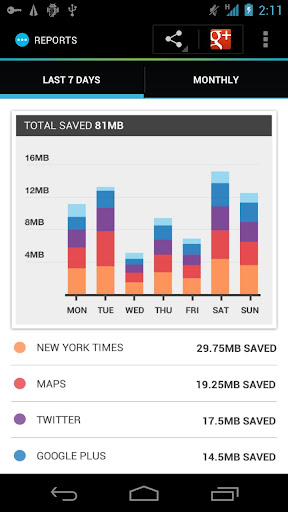 2:11
REPORTS
g+
LAST 7 DAYS
MONTHLY
TOTAL SAVED 81MB
16MB
12MB
8MB
4MB
MON TUE WED THU FRI SAT SUN
NEW YORK TIMES 29.75MB SAVED
MAPS 19.25MB SAVED
TWITTER 17.5MB SAVED
GOOGLE PLUS 14.5MB SAVED